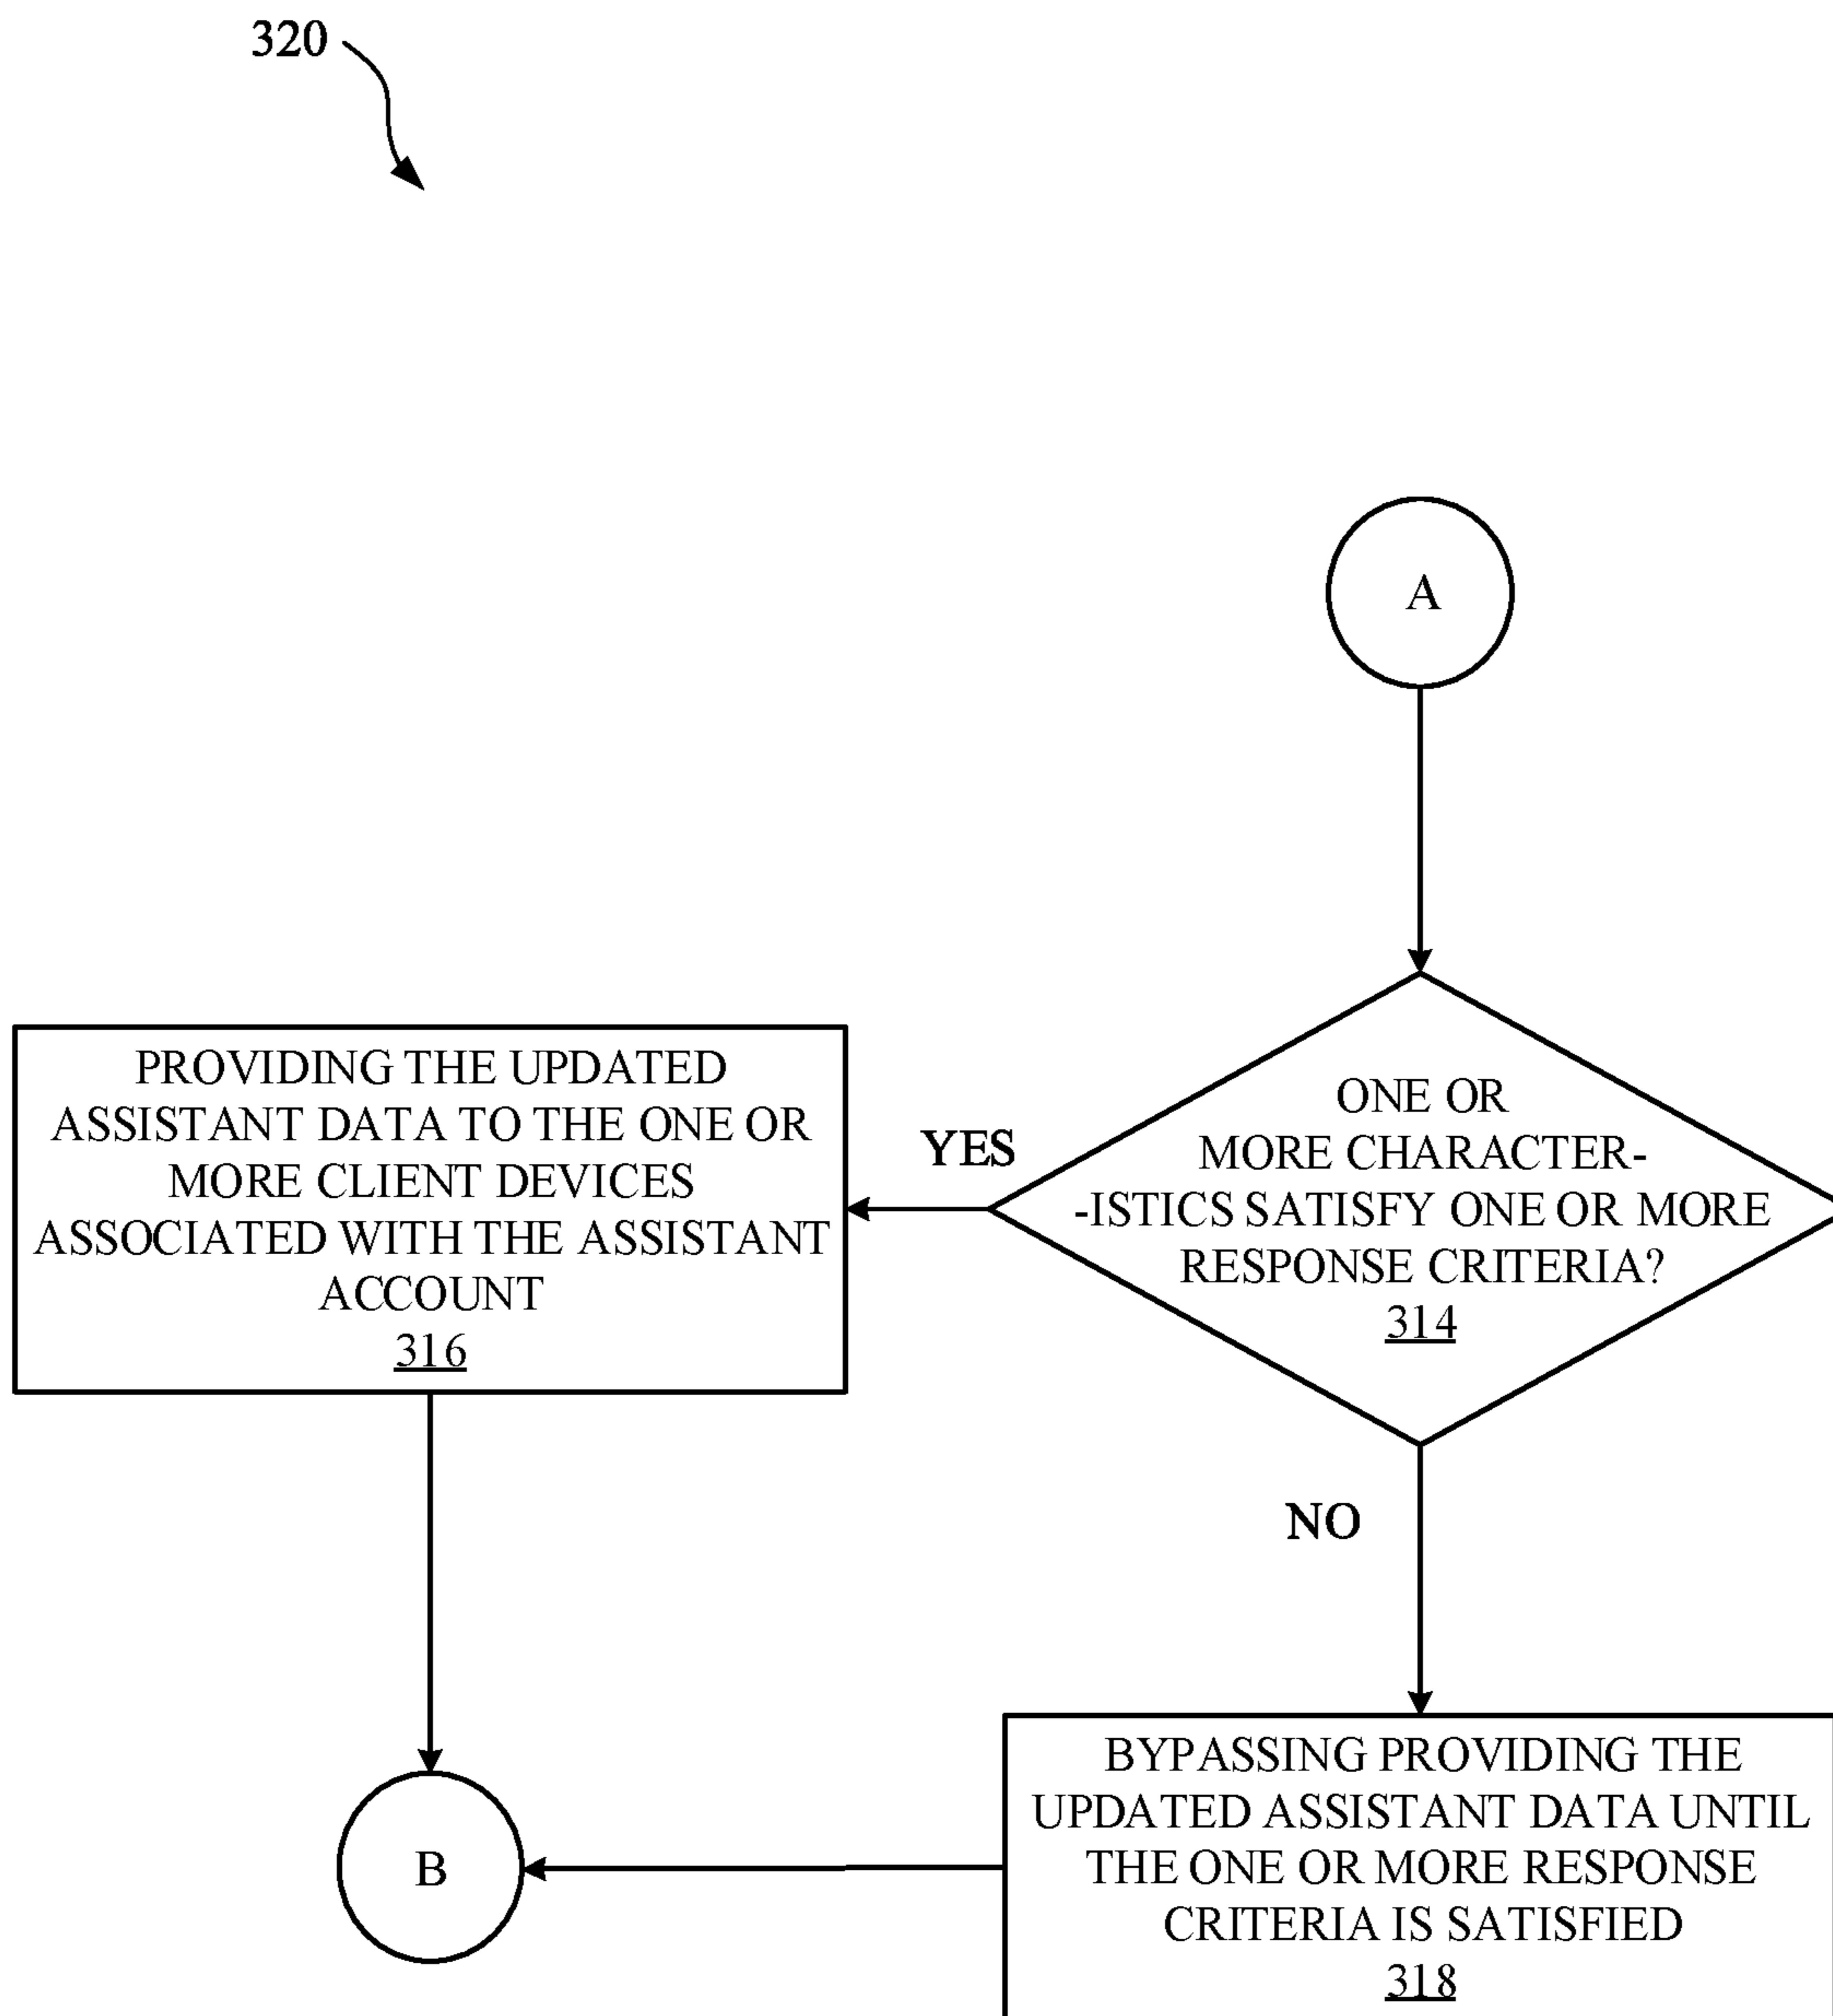 320
A
ONE OR
MORE CHARACTER-
-ISTICS SATISFY ONE OR MORE
RESPONSE CRITERIA?
314
YES
PROVIDING THE UPDATED
ASSISTANT DATA TO THE ONE OR
MORE CLIENT DEVICES
ASSOCIATED WITH THE ASSISTANT
ACCOUNT
316
NO
BYPASSING PROVIDING THE
UPDATED ASSISTANT DATA UNTIL
THE ONE OR MORE RESPONSE
CRITERIA IS SATISFIED
318
B